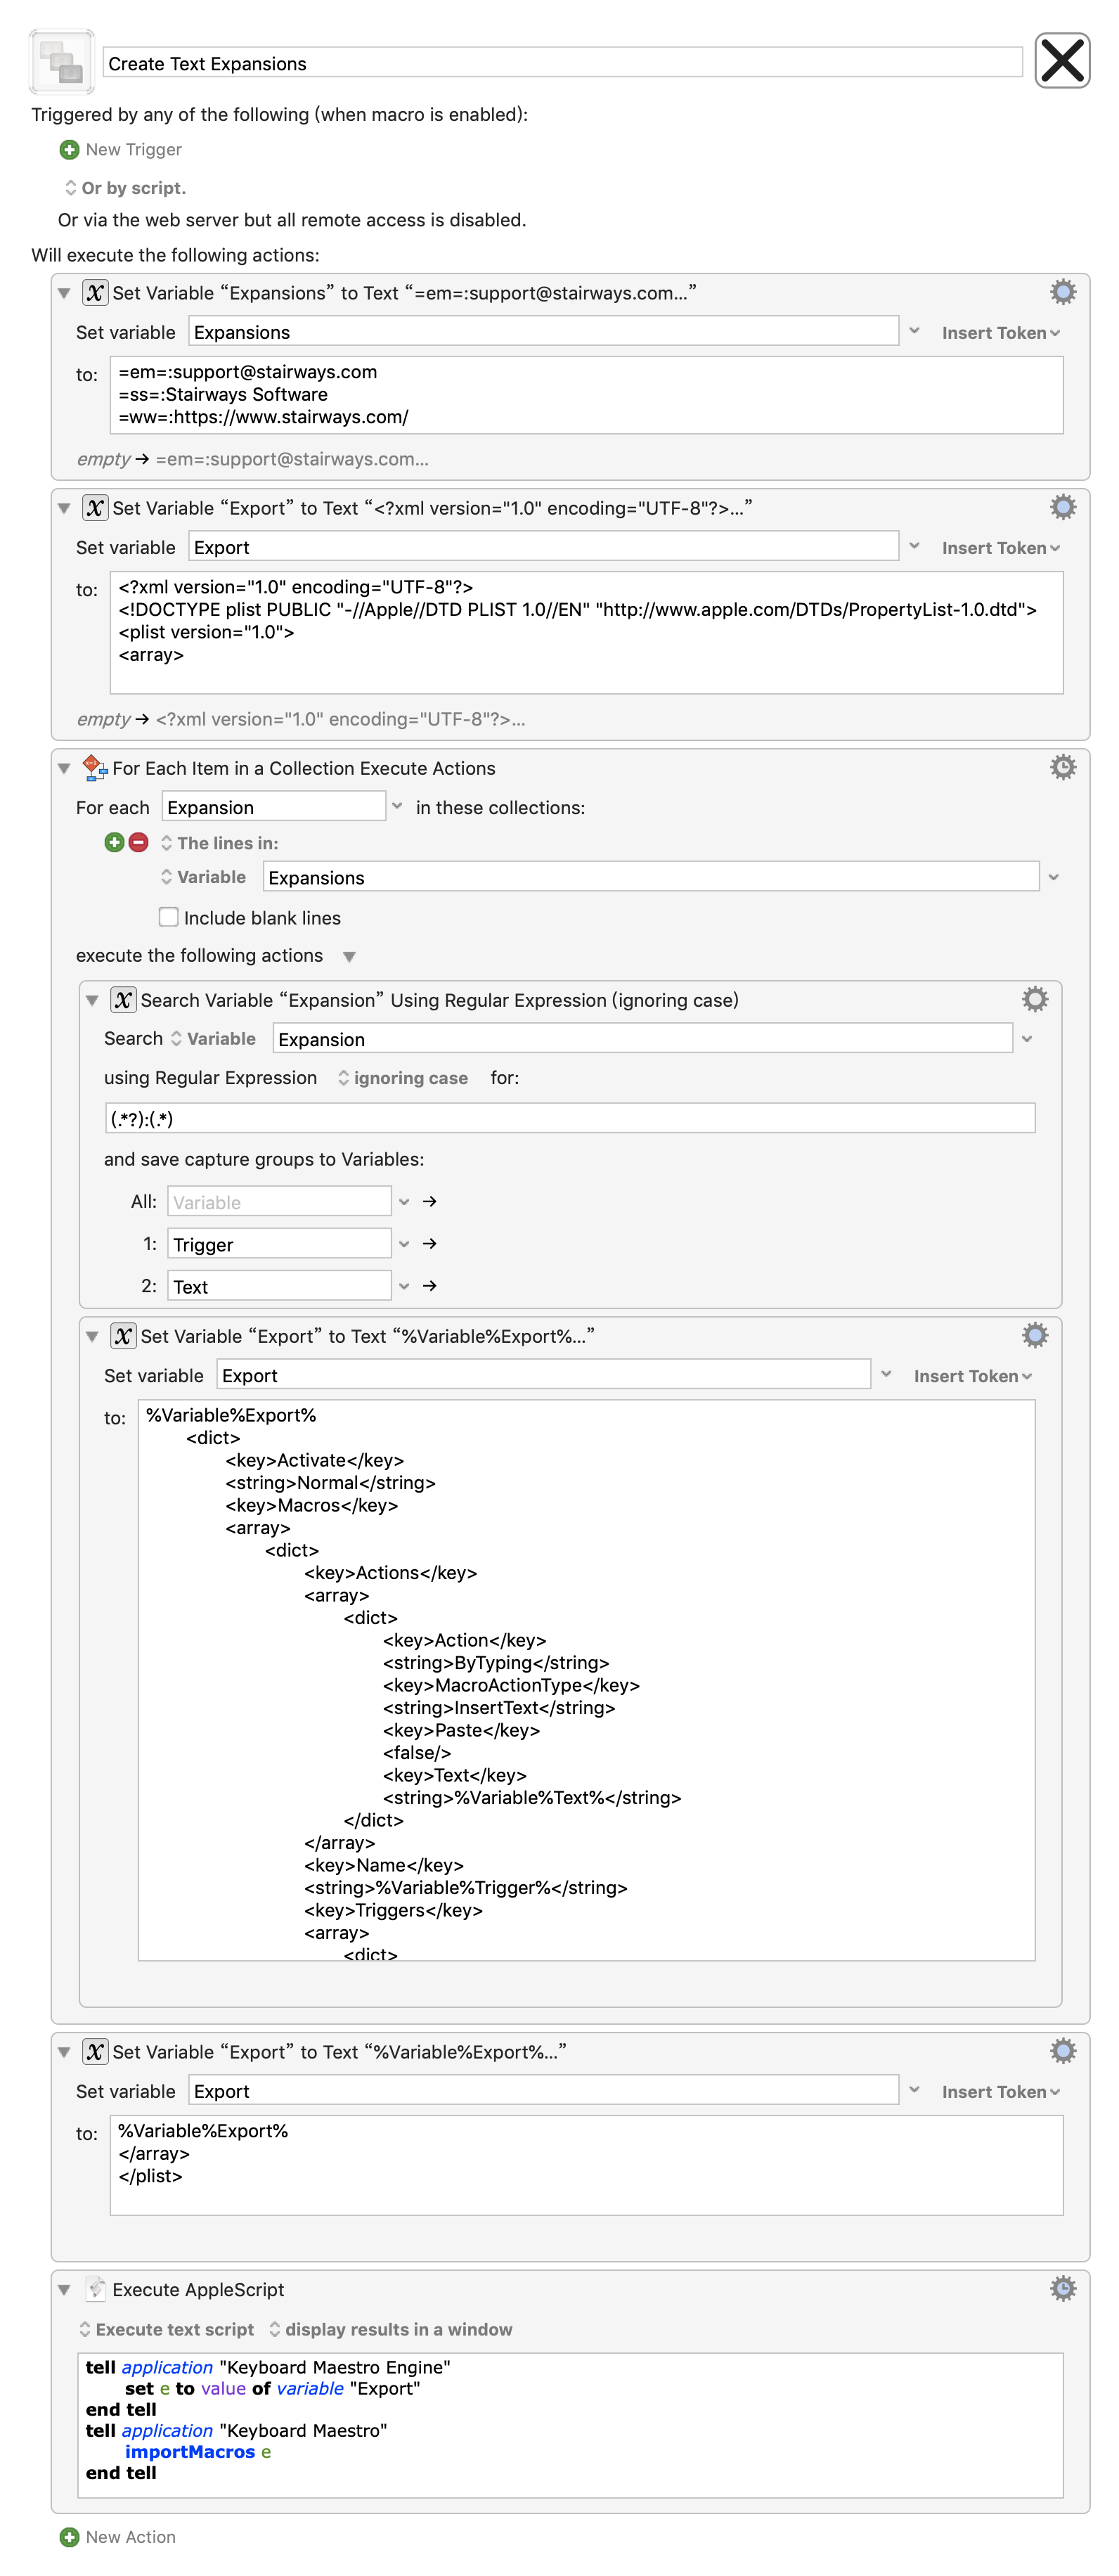 Create Text Expansions
Triggered by any of the following (when macro is enabled):
New Trigger
Or by script.
Or via the web server but all remote access is disabled.
Will execute the following actions:
Set Variable “Expansions” to Text “=em=:support@stairways.com…”
Set variable Expansions Insert Token
to: =em=:support@stairways.com
=ss=:Stairways Software
=ww=:https://www.stairways.com/
empty → =em=:support@stairways.com…
Set Variable “Export” to Text “<?xml version="1.0" encoding="UTF-8"?>…”
Set variable Export Insert Token
to: <?xml version="1.0" encoding="UTF-8"?>
<!DOCTYPE plist PUBLIC "-//Apple//DTD PLIST 1.0//EN" "http://www.apple.com/DTDs/PropertyList-1.0.dtd">
<plist version="1.0">
<array>
empty → <?xml version="1.0" encoding="UTF-8"?>…
For Each Item in a Collection Execute Actions
For each Expansion in these collections:
The lines in:
Variable Expansions
Include blank lines
execute the following actions
Search Variable “Expansion” Using Regular Expression (ignoring case)
Search Variable Expansion
using Regular Expression ignoring case for:
(.*?):(.*)
and save capture groups to Variables:
All: Variable →
1: Trigger →
2: Text →
Set Variable “Export” to Text “%Variable%Export%…”
Set variable Export Insert Token
to: %Variable%Export%
<dict>
<key>Activate</key>
<string>Normal</string>
<key>Macros</key>
<array>
<dict>
<key>Actions</key>
<array>
<dict>
<key>Action</key>
<string>ByTyping</string>
<key>MacroActionType</key>
<string>InsertText</string>
<key>Paste</key>
<false/>
<key>Text</key>
<string>%Variable%Text%</string>
</dict>
</array>
<key>Name</key>
<string>%Variable%Trigger%</string>
<key>Triggers</key>
<array>
<dict>
Set Variable “Export” to Text “%Variable%Export%…”
Set variable Export Insert Token
to: %Variable%Export%
</array>
</plist>
Execute AppleScript
Execute text script display results in a window
tell application "Keyboard Maestro Engine"
set e to value of variable "Export"
end tell
tell application "Keyboard Maestro"
importMacros e
end tell
New Action